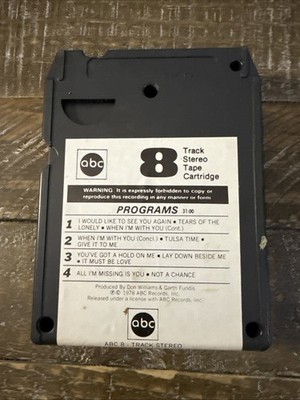 abc
8
Track
Stereo
Tape
Cartridge
WARNING It is expressly forbidden to copy or
reproduce this recording in any manner or form
PROGRAMS 31:06
1 I WOULD LIKE TO SEE YOU AGAIN • TEARS OF THE
LONELY • WHEN I'M WITH YOU (Cont.)
2 WHEN I'M WITH YOU (Concl.) • TULSA TIME •
GIVE IT TO ME
3 YOU'VE GOT A HOLD ON ME • LAY DOWN BESIDE ME
• IT MUST BE LOVE
4 ALL I'M MISSING IS YOU • NOT A CHANCE
Produced By Don Williams & Garth Fundis
℗© 1978 ABC Records, Inc.
Released under a license with ABC Records, Inc.
abc
ABC 8 - TRACK STEREO